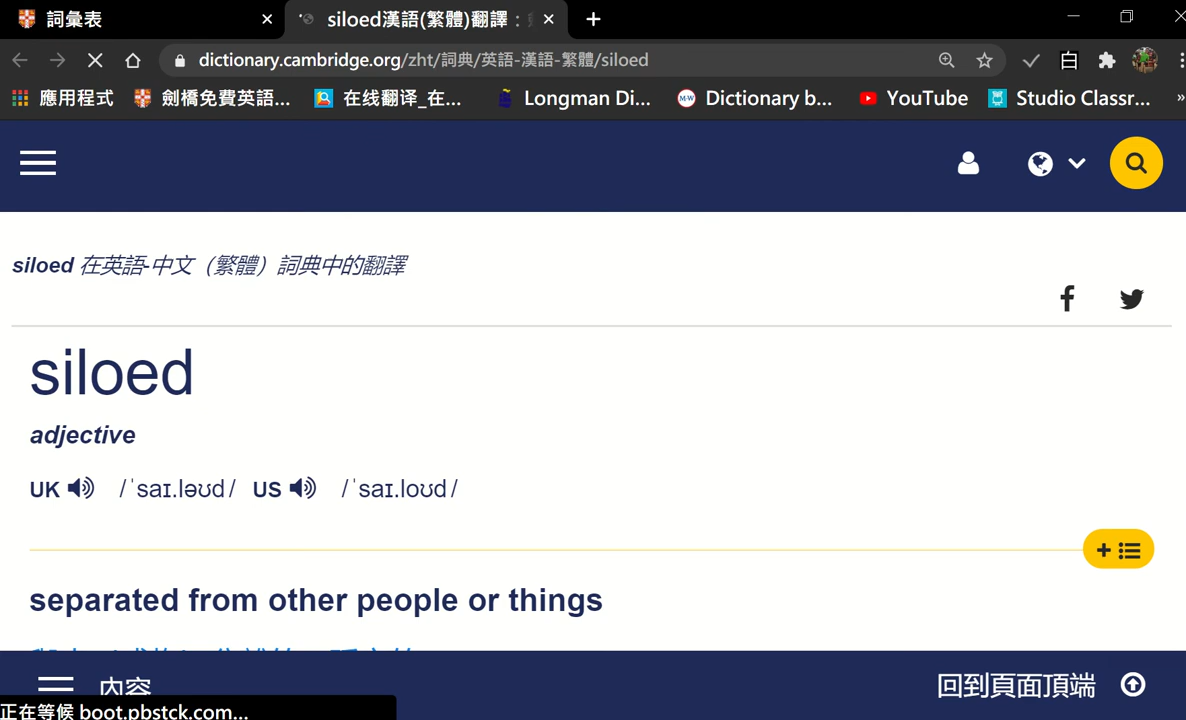 詞彙表
siloed漢語(繁體)翻譯：
dictionary.cambridge.org/zht/詞典/英語-漢語-繁體/siloed
白
應用程式 劍橋免費英語... 在线翻译_在... Longman Di... M-W Dictionary b... YouTube Studio Classr... »
siloed 在英語-中文（繁體）詞典中的翻譯
siloed
adjective
UK /ˈsaɪ.ləʊd/ US /ˈsaɪ.loʊd/
+
separated from other people or things
內容
回到頁面頂端
正在等候 boot.pbstck.com...